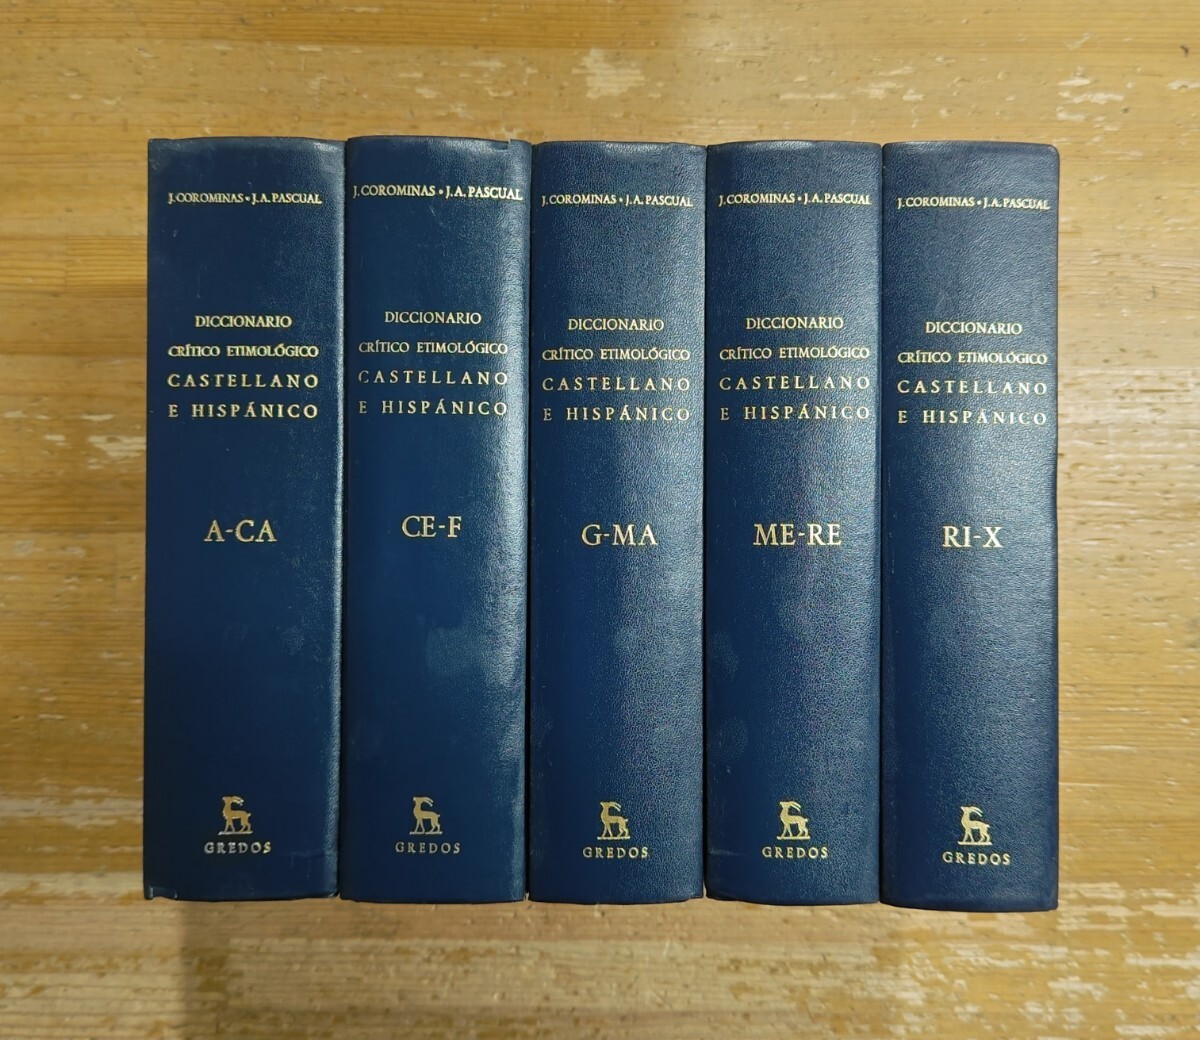 J. COROMINAS • J. A. PASCUAL
DICCIONARIO
CRÍTICO ETIMOLÓGICO
CASTELLANO
E HISPÁNICO
A-CA
GREDOS
J. COROMINAS • J. A. PASCUAL
DICCIONARIO
CRÍTICO ETIMOLÓGICO
CASTELLANO
E HISPÁNICO
CE-F
GREDOS
J. COROMINAS • J. A. PASCUAL
DICCIONARIO
CRÍTICO ETIMOLÓGICO
CASTELLANO
E HISPÁNICO
G-MA
GREDOS
J. COROMINAS • J. A. PASCUAL
DICCIONARIO
CRÍTICO ETIMOLÓGICO
CASTELLANO
E HISPÁNICO
ME-RE
GREDOS
J. COROMINAS • J. A. PASCUAL
DICCIONARIO
CRÍTICO ETIMOLÓGICO
CASTELLANO
E HISPÁNICO
RI-X
GREDOS